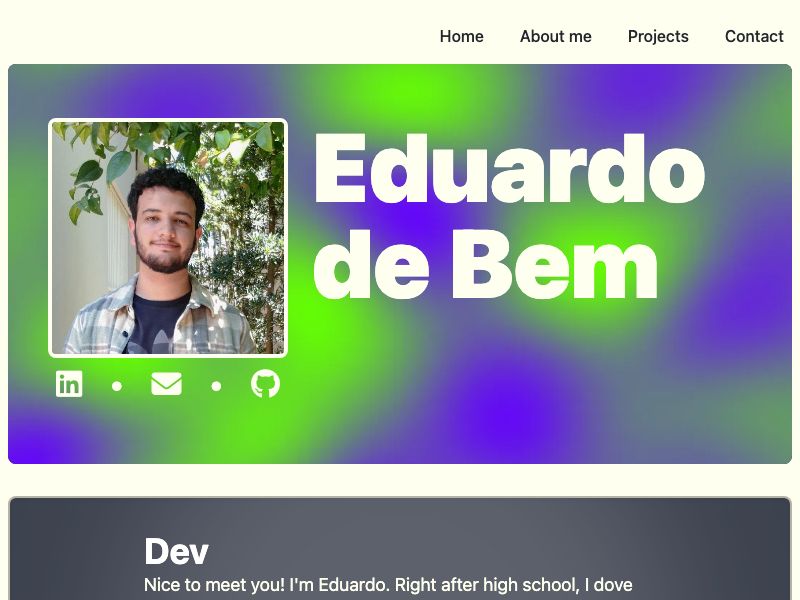 Home About me Projects Contact
Eduardo
de Bem
in
Dev
Nice to meet you! I'm Eduardo. Right after high school, I dove